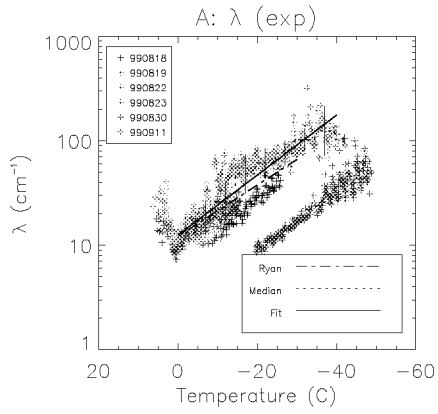 A: λ (exp)
1000
100
10
1
λ (cm⁻¹)
990818
990819
990822
990823
990830
990911
Ryan
Median
Fit
20 0 −20 −40 −60
Temperature (C)